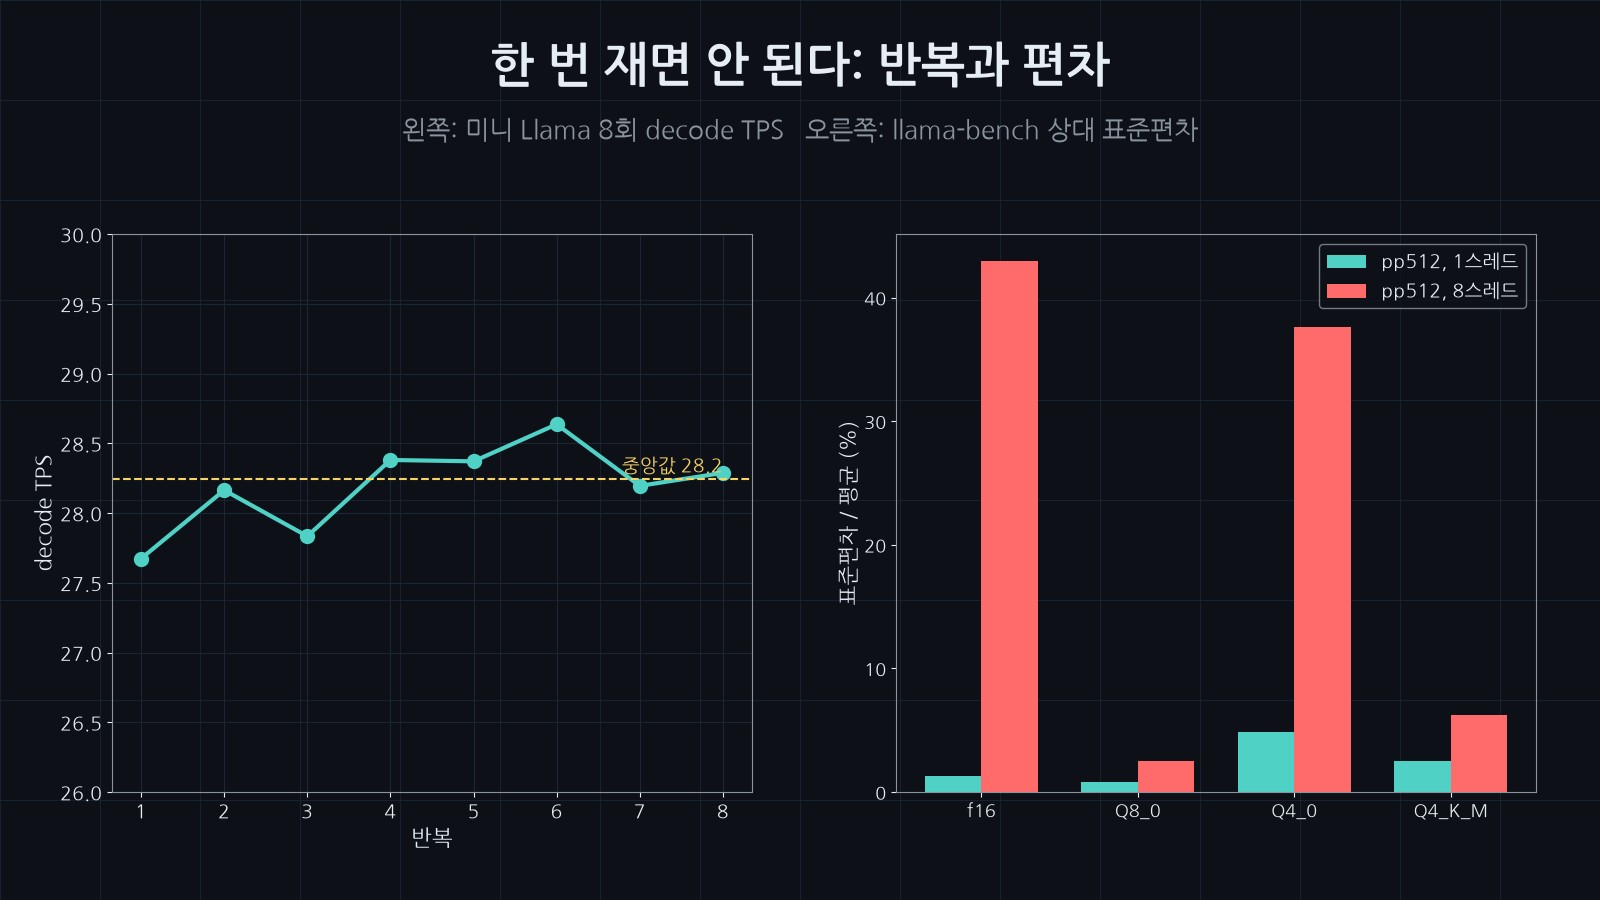 한 번 재면 안 된다: 반복과 편차
왼쪽: 미니 Llama 8회 decode TPS 오른쪽: llama-bench 상대 표준편차
30.0
29.5
29.0
28.5
28.0
27.5
27.0
26.5
26.0
decode TPS
중앙값 28.2
1 2 3 4 5 6 7 8
반복
40
30
20
10
0
표준편차 / 평균 (%)
pp512, 1스레드
pp512, 8스레드
f16 Q8_0 Q4_0 Q4_K_M